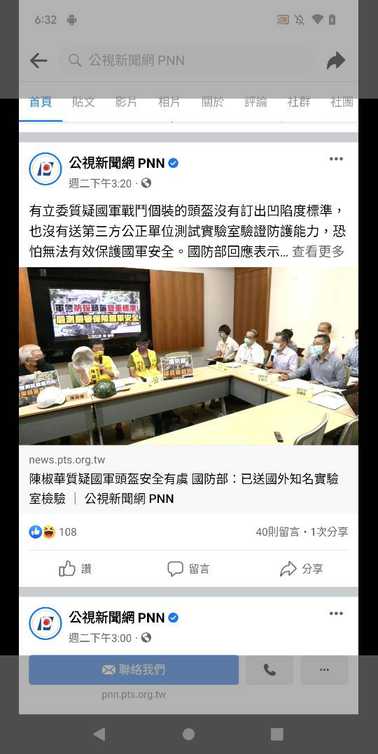 6:32
公視新聞網 PNN
首頁 貼文 影片 相片 關於 評論 社群 社團
公視新聞網 PNN
週二下午3:20 ·
有立委質疑國軍戰鬥個裝的頭盔沒有訂出凹陷度標準，
也沒有送第三方公正單位測試實驗室驗證防護能力，恐
怕無法有效保護國軍安全。國防部回應表示... 查看更多
news.pts.org.tw
陳椒華質疑國軍頭盔安全有虞 國防部：已送國外知名實驗
室檢驗 ｜ 公視新聞網 PNN
108
40則留言・1次分享
讚 留言 分享
公視新聞網 PNN
週二下午3:00 ·
聯絡我們
pnn.pts.org.tw